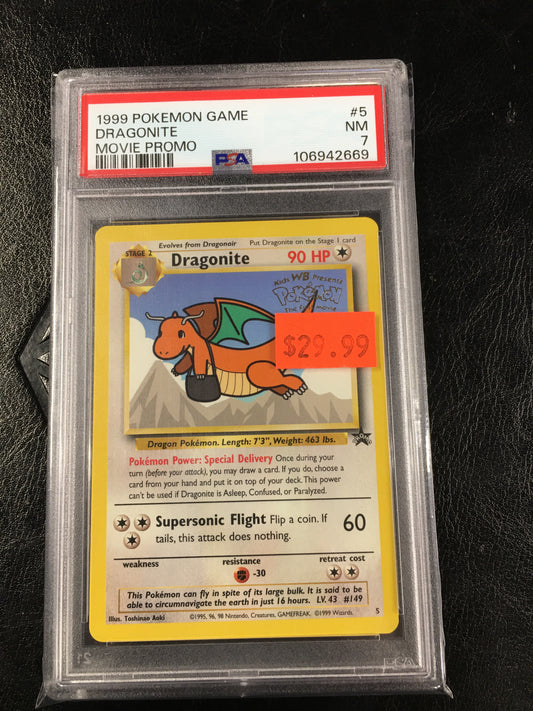 1999 POKEMON GAME #5
DRAGONITE NM
MOVIE PROMO 7
PSA 106942669
Evolves from Dragonair Put Dragonite on the Stage 1 card
STAGE 2 Dragonite 90 HP
Kids WB Presents
Pokémon
The first movie
$29.99
Dragon Pokémon. Length: 7'3", Weight: 463 lbs.
Pokémon Power: Special Delivery Once during your
turn (before your attack), you may draw a card. If you do, choose a
card from your hand and put it on top of your deck. This power
can't be used if Dragonite is Asleep, Confused, or Paralyzed.
Supersonic Flight Flip a coin. If 60
tails, this attack does nothing.
weakness resistance retreat cost
-30
This Pokémon can fly in spite of its large bulk. It is said to be
able to circumnavigate the earth in just 16 hours. LV. 43 #149
Illus. Toshinao Aoki ©1995, 96, 98 Nintendo, Creatures, GAMEFREAK. ©1999 Wizards. 5